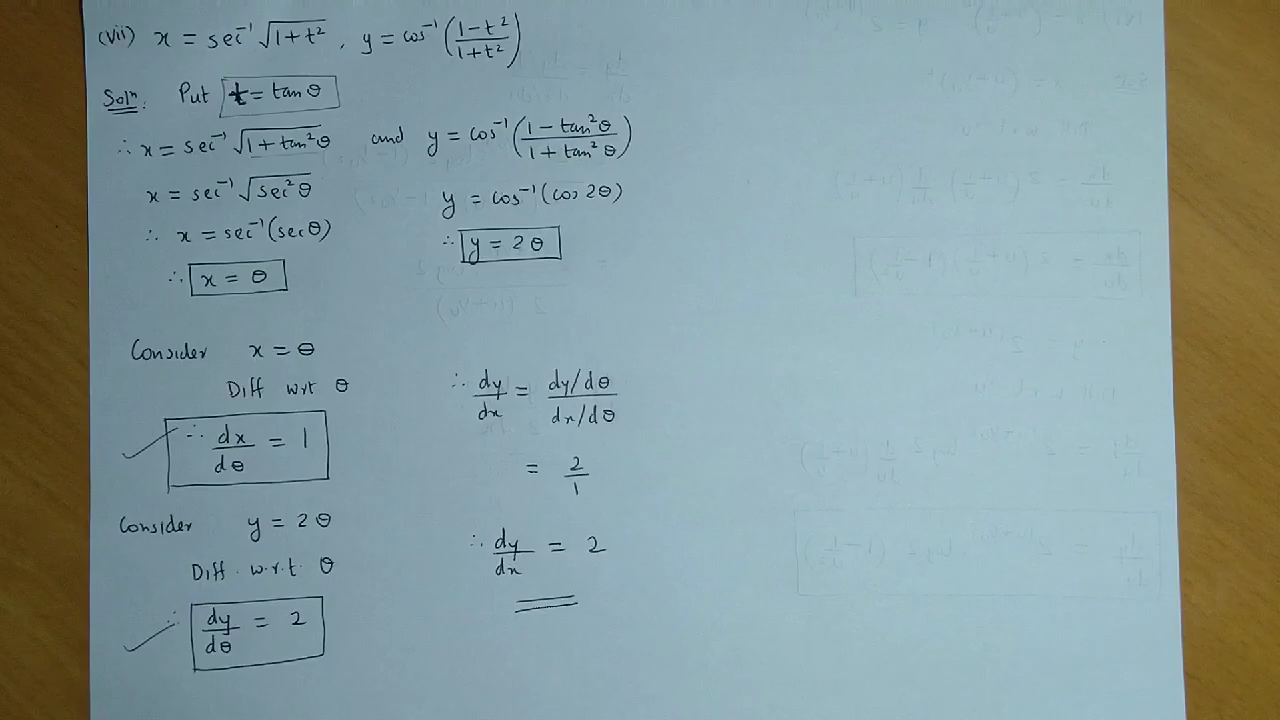 (vii) x = sec⁻¹ √(1+t²) , y = cos⁻¹ ((1-t²)/(1+t²))
Solⁿ: Put t = tan θ
∴ x = sec⁻¹ √(1+tan²θ) and y = cos⁻¹ ((1 - tan²θ)/(1 + tan²θ))
x = sec⁻¹ √(sec²θ) y = cos⁻¹ (cos 2θ)
∴ x = sec⁻¹ (secθ) ∴ y = 2θ
∴ x = θ
Consider x = θ
Diff wrt θ
∴ dx/dθ = 1
Consider y = 2θ
Diff. w.r.t. θ
∴ dy/dθ = 2
∴ dy/dx = (dy/dθ)/(dx/dθ)
= 2/1
∴ dy/dx = 2